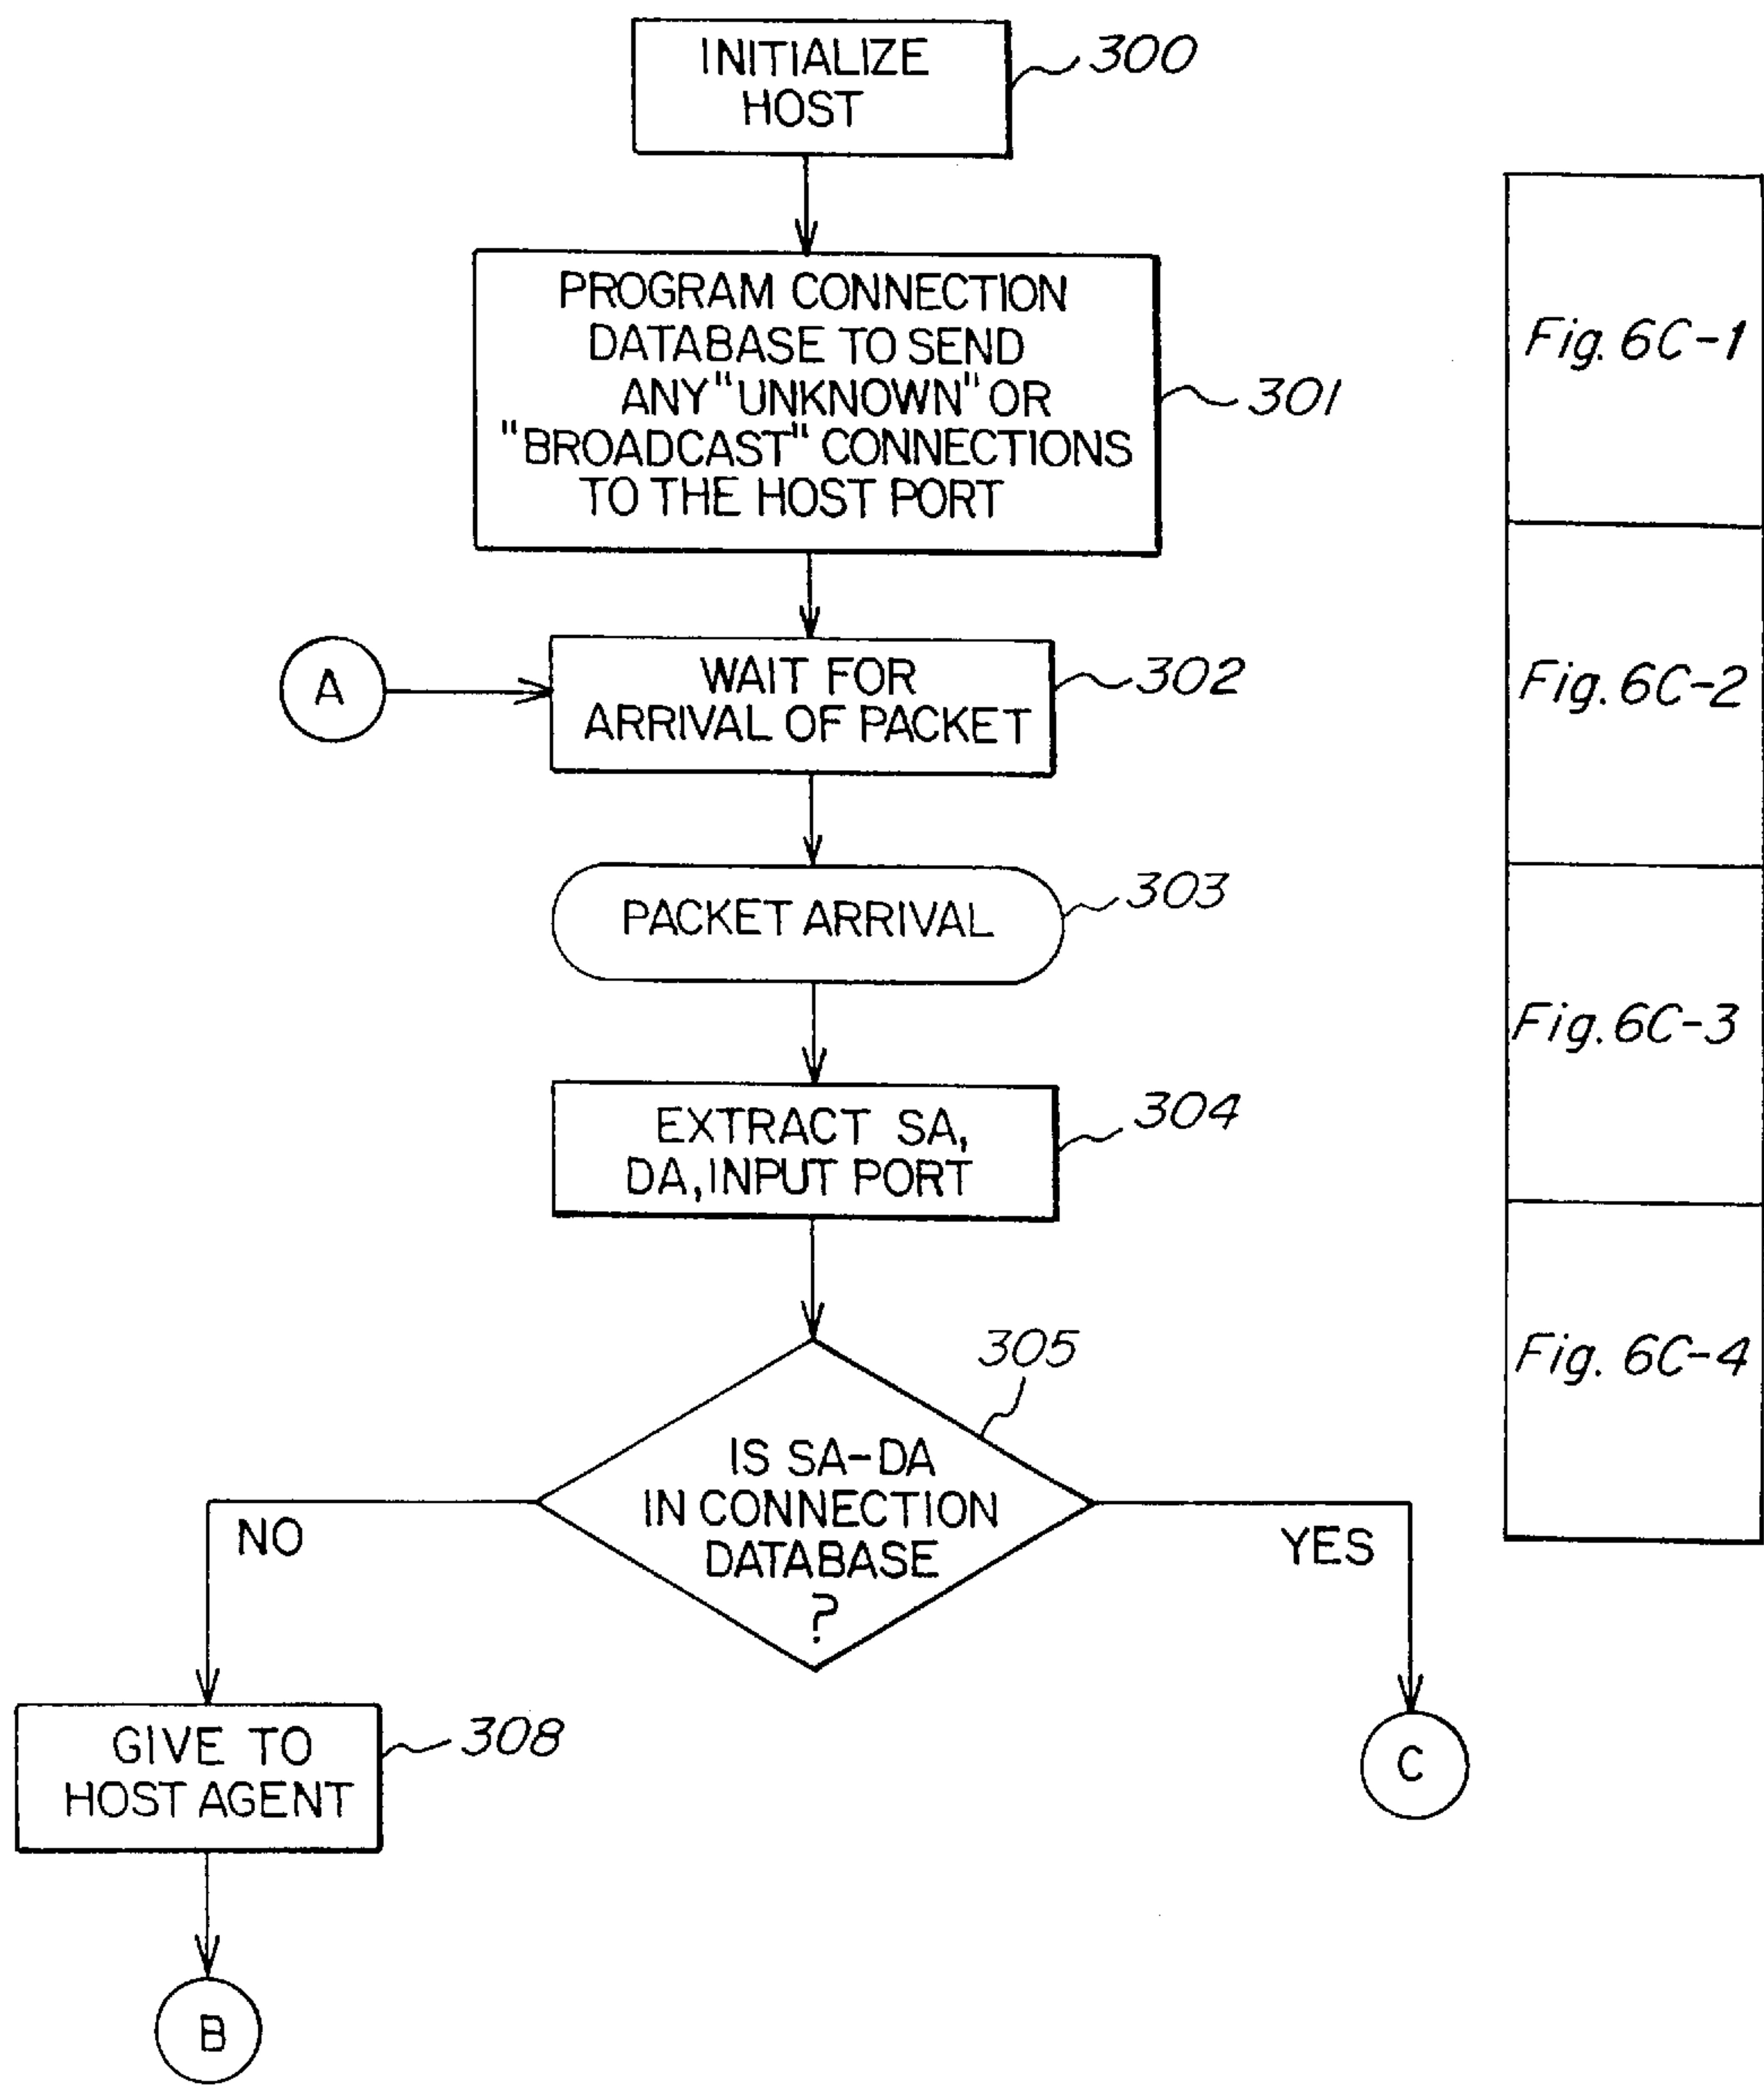 INITIALIZE
HOST
300
PROGRAM CONNECTION
DATABASE TO SEND
ANY "UNKNOWN" OR
"BROADCAST" CONNECTIONS
TO THE HOST PORT
301
A
WAIT FOR
ARRIVAL OF PACKET
302
PACKET ARRIVAL
303
EXTRACT SA,
DA, INPUT PORT
304
305
IS SA-DA
IN CONNECTION
DATABASE
?
NO
YES
GIVE TO
HOST AGENT
308
C
B
Fig. 6C-1
Fig. 6C-2
Fig. 6C-3
Fig. 6C-4